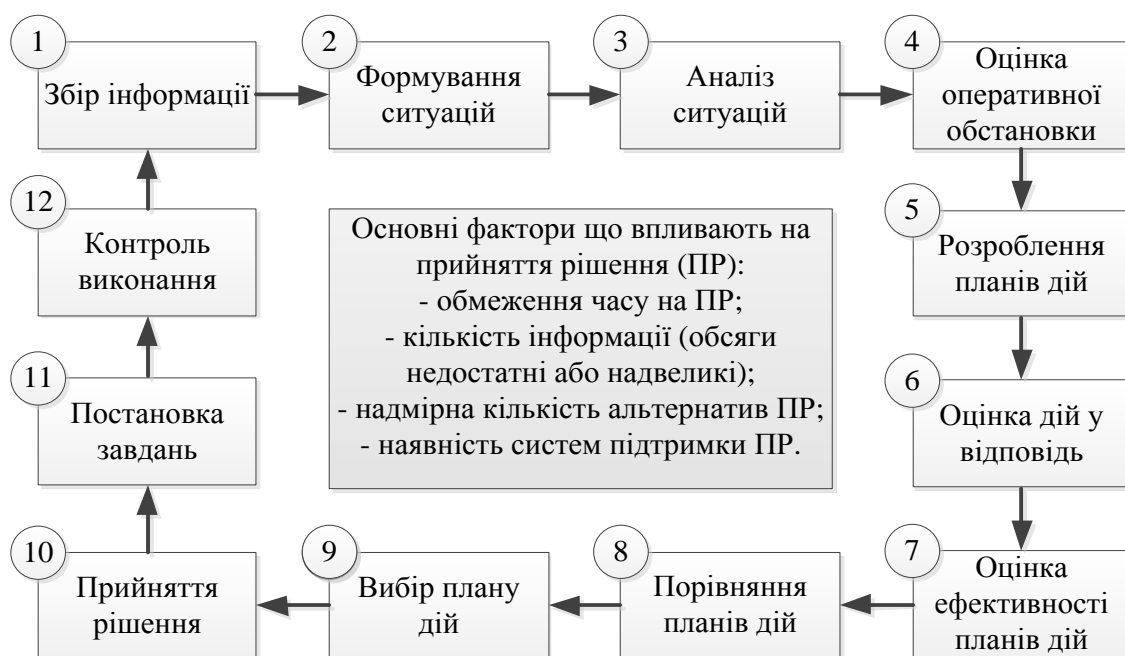 1
Збір інформації
2
Формування
ситуацій
3
Аналіз
ситуацій
4
Оцінка
оперативної
обстановки
5
Розроблення
планів дій
6
Оцінка дій у
відповідь
7
Оцінка
ефективності
планів дій
8
Порівняння
планів дій
9
Вибір плану
дій
10
Прийняття
рішення
11
Постановка
завдань
12
Контроль
виконання
Основні фактори що впливають на
прийняття рішення (ПР):
- обмеження часу на ПР;
- кількість інформації (обсяги
недостатні або надвеликі);
- надмірна кількість альтернатив ПР;
- наявність систем підтримки ПР.